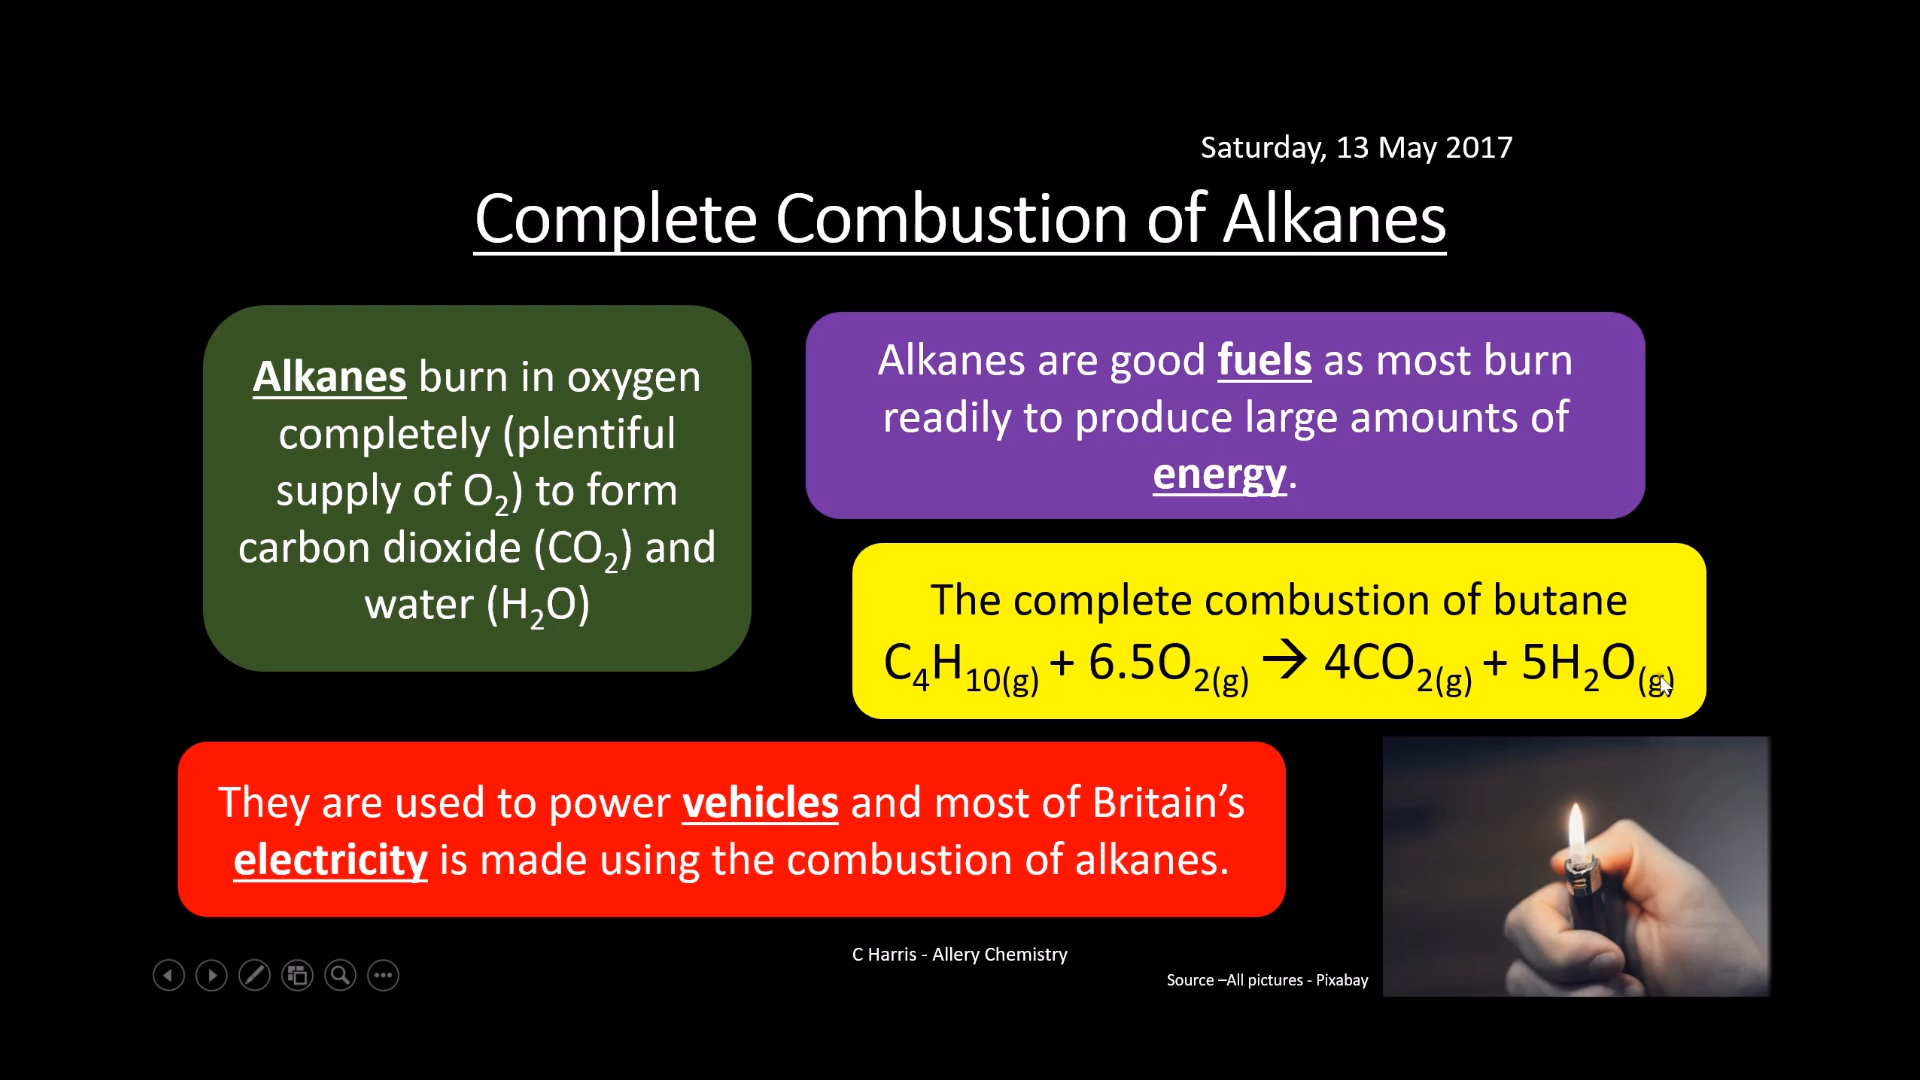 Saturday, 13 May 2017
Complete Combustion of Alkanes
Alkanes burn in oxygen
completely (plentiful
supply of O₂) to form
carbon dioxide (CO₂) and
water (H₂O)
Alkanes are good fuels as most burn
readily to produce large amounts of
energy.
The complete combustion of butane
C₄H₁₀(g) + 6.5O₂(g) → 4CO₂(g) + 5H₂O(g)
They are used to power vehicles and most of Britain’s
electricity is made using the combustion of alkanes.
C Harris - Allery Chemistry
Source –All pictures - Pixabay